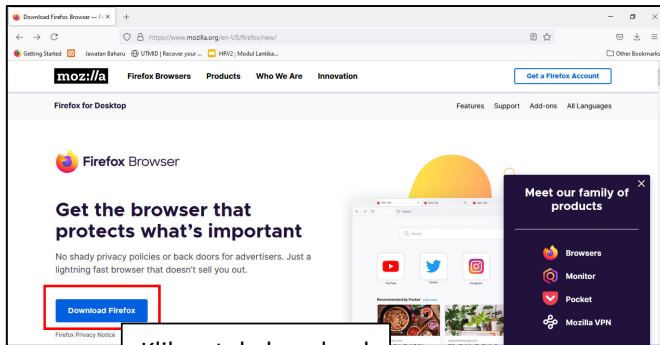 Download Firefox Browser — Fa
https://www.mozilla.org/en-US/firefox/new/
Getting Started Jawatan Baharu UTMID | Recover your ... HRV2 ; Modul Lantika... Other Bookmarks
moz://a Firefox Browsers Products Who We Are Innovation Get a Firefox Account
Firefox for Desktop Features Support Add-ons All Languages
Firefox Browser
Get the browser that
protects what's important
No shady privacy policies or back doors for advertisers. Just a
lightning fast browser that doesn't sell you out.
Download Firefox
Firefox Privacy Notice
Search
YouTube Twitter Instagram
Recommended by Pocket Learn more
Meet our family of
products
Browsers
Monitor
Pocket
Mozilla VPN